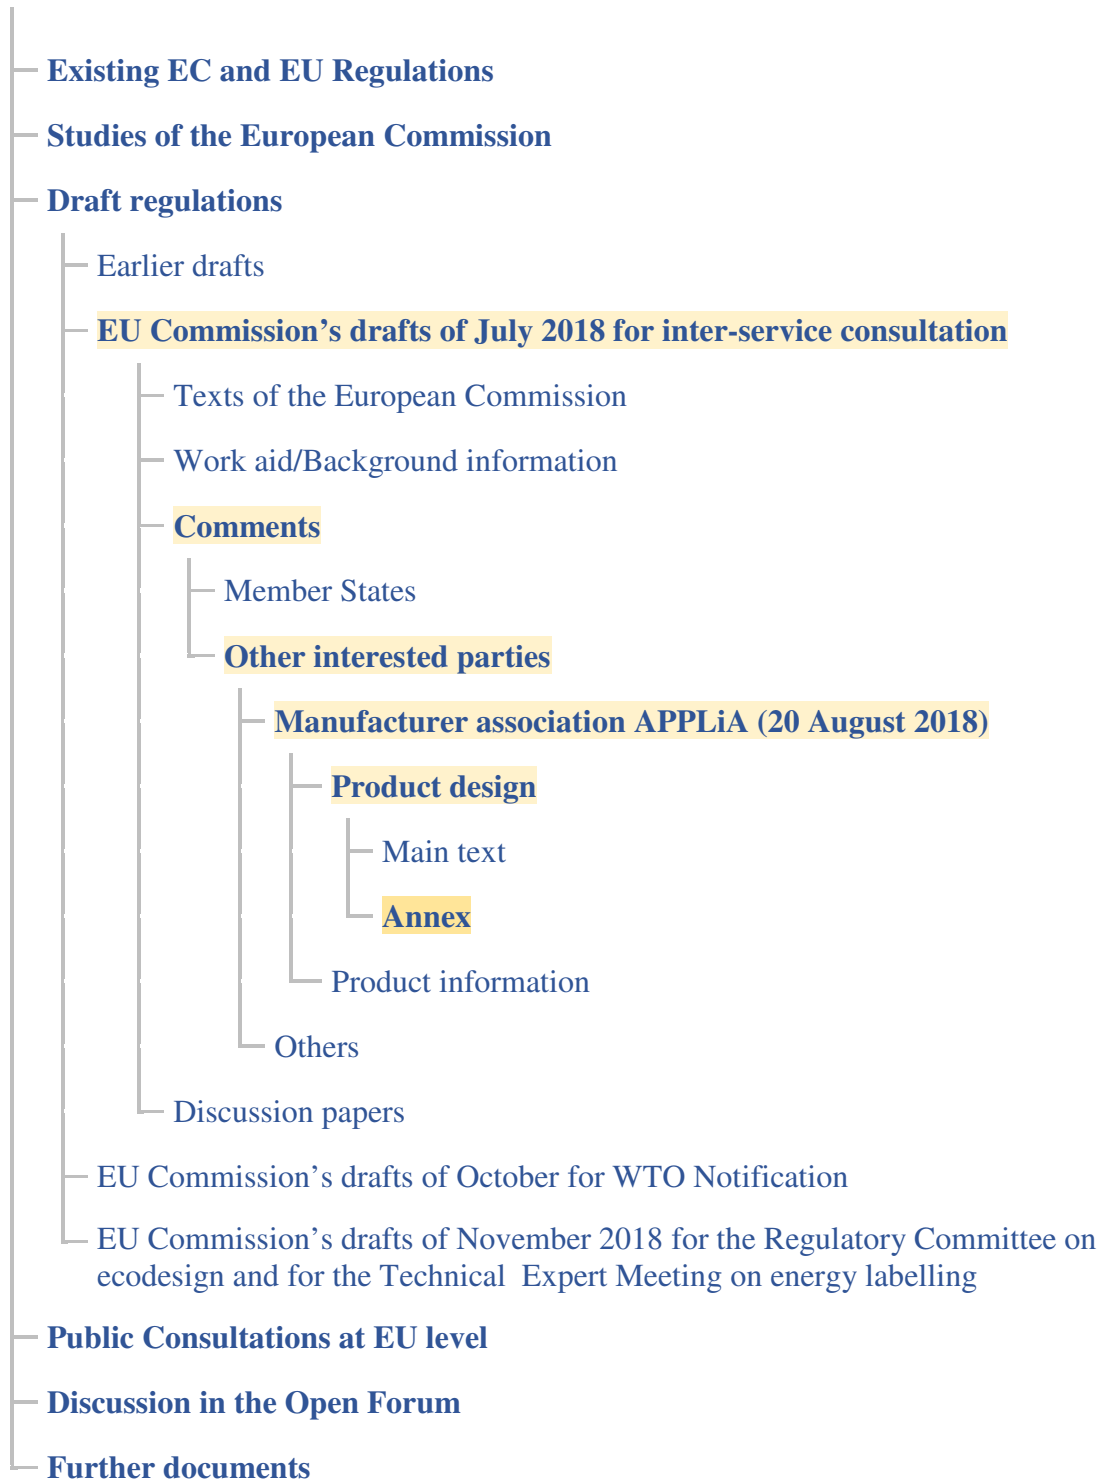 Existing EC and EU Regulations
Studies of the European Commission
Draft regulations
Earlier drafts
EU Commission’s drafts of July 2018 for inter-service consultation
Texts of the European Commission
Work aid/Background information
Comments
Member States
Other interested parties
Manufacturer association APPLiA (20 August 2018)
Product design
Main text
Annex
Product information
Others
Discussion papers
EU Commission’s drafts of October for WTO Notification
EU Commission’s drafts of November 2018 for the Regulatory Committee on
ecodesign and for the Technical Expert Meeting on energy labelling
Public Consultations at EU level
Discussion in the Open Forum
Further documents